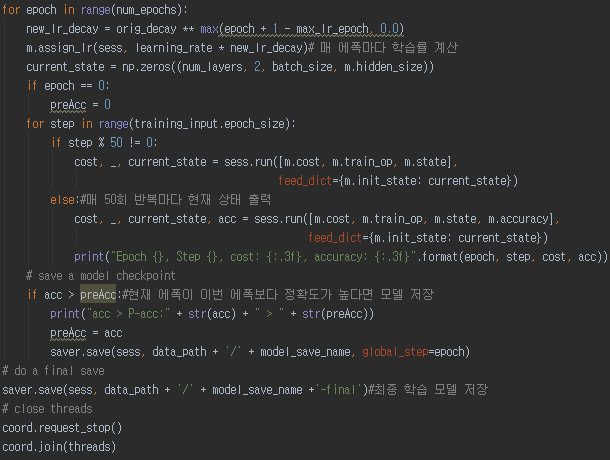 for epoch in range(num_epochs):
new_lr_decay = orig_decay ** max(epoch + 1 - max_lr_epoch, 0.0)
m.assign_lr(sess, learning_rate * new_lr_decay)# 매 에폭마다 학습률 계산
current_state = np.zeros((num_layers, 2, batch_size, m.hidden_size))
if epoch == 0:
preAcc = 0
for step in range(training_input.epoch_size):
if step % 50 != 0:
cost, _, current_state = sess.run([m.cost, m.train_op, m.state],
feed_dict={m.init_state: current_state})
else:#매 50회 반복마다 현재 상태 출력
cost, _, current_state, acc = sess.run([m.cost, m.train_op, m.state, m.accuracy],
feed_dict={m.init_state: current_state})
print("Epoch {}, Step {}, cost: {:.3f}, accuracy: {:.3f}".format(epoch, step, cost, acc))
# save a model checkpoint
if acc > preAcc:#현재 에폭이 이번 에폭보다 정확도가 높다면 모델 저장
print("acc > P-acc:" + str(acc) + " > " + str(preAcc))
preAcc = acc
saver.save(sess, data_path + '/' + model_save_name, global_step=epoch)
# do a final save
saver.save(sess, data_path + '/' + model_save_name +'-final')#최종 학습 모델 저장
# close threads
coord.request_stop()
coord.join(threads)